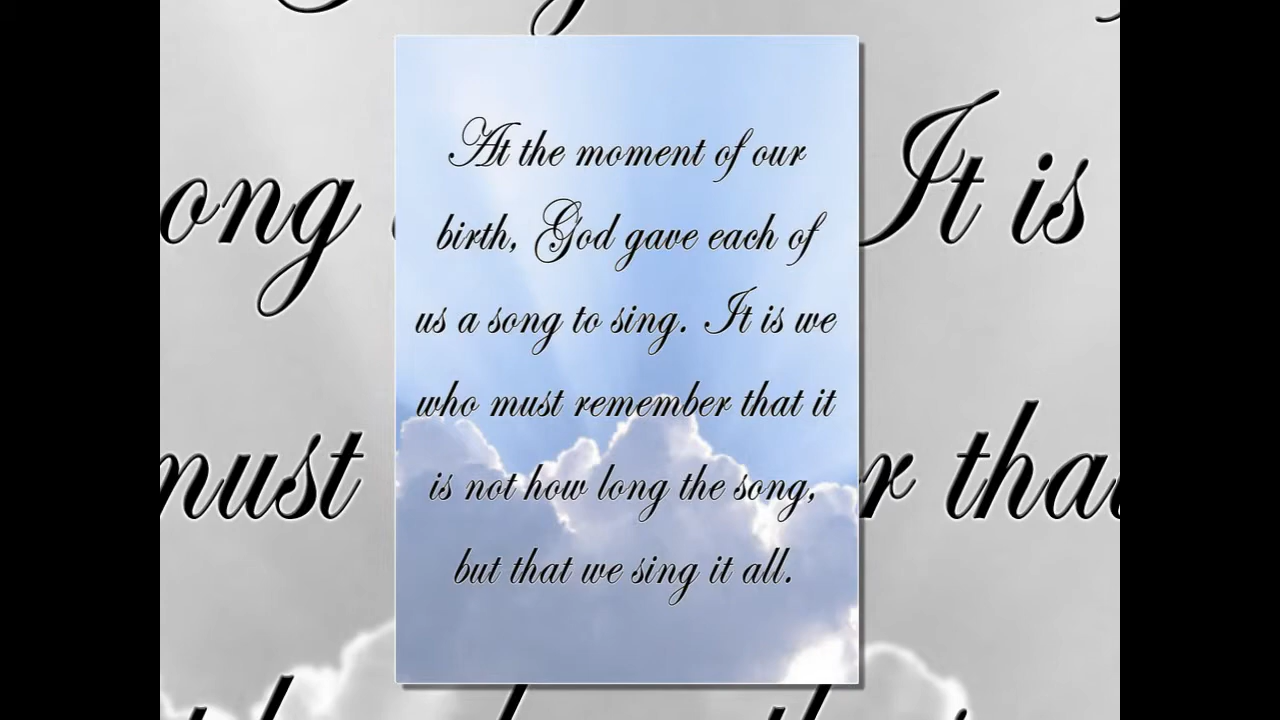 At the moment of our
birth, God gave each of
us a song to sing. It is we
who must remember that it
is not how long the song,
but that we sing it all.
ong
It is
must
r that